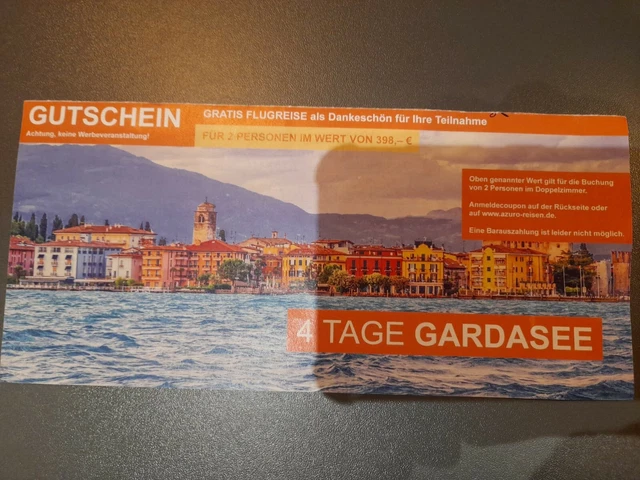 GUTSCHEIN
Achtung, keine Werbeveranstaltung!
GRATIS FLUGREISE als Dankeschön für Ihre Teilnahme
FÜR 2 PERSONEN IM WERT VON 398,– €
Oben genannter Wert gilt für die Buchung
von 2 Personen im Doppelzimmer.
Anmeldecoupon auf der Rückseite oder
auf www.azuro-reisen.de.
Eine Barauszahlung ist leider nicht möglich.
4 TAGE GARDASEE